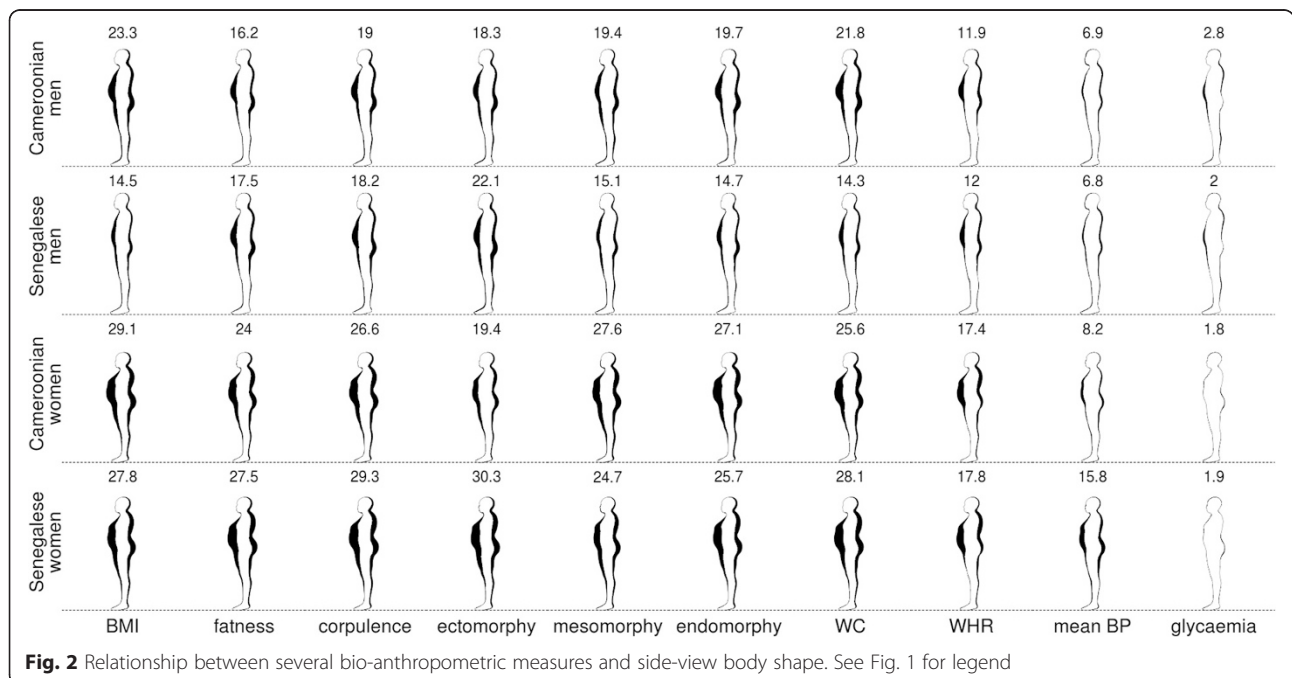 23.3 16.2 19 18.3 19.4 19.7 21.8 11.9 6.9 2.8
Cameroonian
men
14.5 17.5 18.2 22.1 15.1 14.7 14.3 12 6.8 2
Senegalese
men
29.1 24 26.6 19.4 27.6 27.1 25.6 17.4 8.2 1.8
Cameroonian
women
27.8 27.5 29.3 30.3 24.7 25.7 28.1 17.8 15.8 1.9
Senegalese
women
BMI fatness corpulence ectomorphy mesomorphy endomorphy WC WHR mean BP glycaemia
Fig. 2 Relationship between several bio-anthropometric measures and side-view body shape. See Fig. 1 for legend